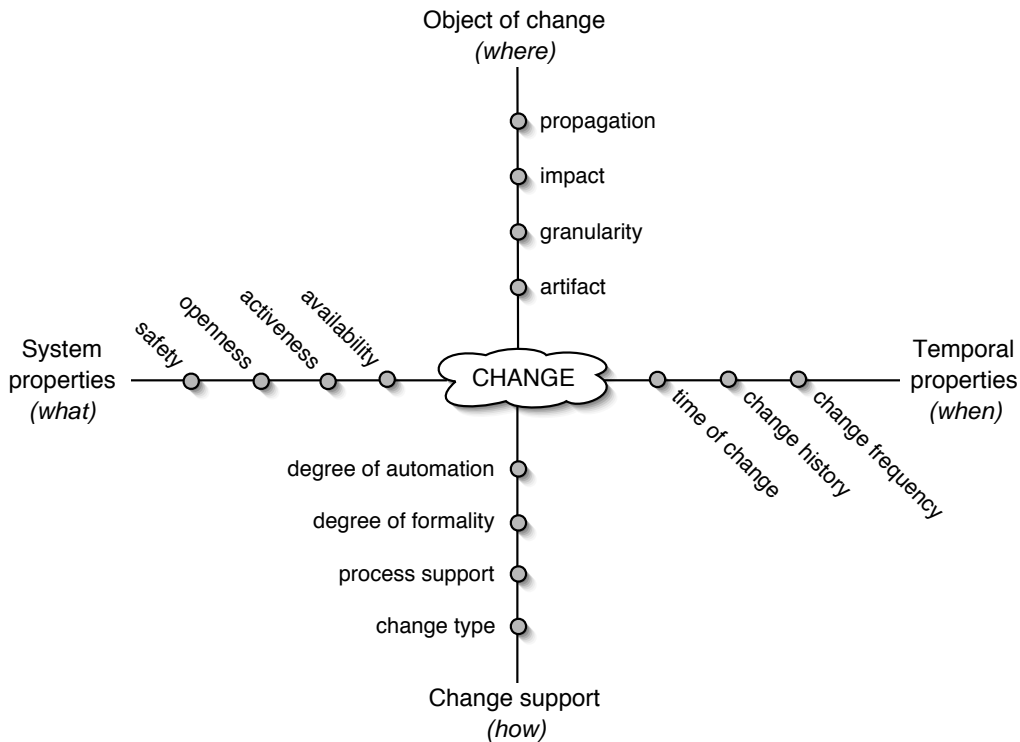 Object of change
(where)
propagation
impact
granularity
artifact
safety
openness
activeness
availability
System
properties
(what)
CHANGE
Temporal
properties
(when)
time of change
change history
change frequency
degree of automation
degree of formality
process support
change type
Change support
(how)